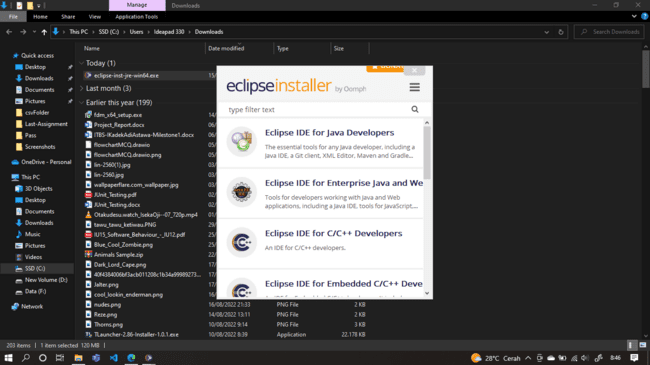 Manage
Downloads
File
Home
Share
View
Application Tools
This PC
SSD (C:)
Users
Ideapad 330
Downloads
Search Downloads
Name
Date modified
Type
Size
Quick access
Desktop
Downloads
Documents
Pictures
csvFolder
Last-Assignment
Pass
Screenshots
OneDrive - Personal
This PC
3D Objects
Desktop
Documents
Downloads
Music
Pictures
Videos
SSD (C:)
New Volume (D:)
Data (F:)
Network
Today (1)
eclipse-inst-jre-win64.exe
15/
Last month (3)
Earlier this year (199)
fdm_x64_setup.exe
Project_Report.docx
ITBS-IKadekAdiAstawa-Milestone1.docx
flowchartMCQ.drawio
flowchartMCQ.drawio.png
lim-2560(1).jpg
lim-2560.jpg
wallpaperflare.com_wallpaper.jpg
JUnit_Testing.pdf
JUnit_Testing.docx
Otakudesu.watch_IsekaOji--07_720p.mp4
tawu_tawu_ketwau.PNG
IU15_Software_Behaviour_-_IU12.pdf
Blue_Cool_Zombie.png
Animals Sample.zip
Dark_Lord_Cape.png
Jalter.png
cool_lookin_enderman.png
nudes.png
16/08/2022 21:33
PNG File
2 KB
Reze.png
14/08/2022 13:11
PNG File
2 KB
Thorns.png
10/08/2022 9:14
PNG File
3 KB
TLauncher-2.86-Installer-1.0.1.exe
10/08/2022 8:39
Application
22.178 KB
eclipseinstaller by Oomph
type filter text
Eclipse IDE for Java Developers
The essential tools for any Java developer, including a
Java IDE, a Git client, XML Editor, Maven and Gradle...
Eclipse IDE for Enterprise Java and We
Tools for developers working with Java and Web
applications, including a Java IDE, tools for JavaScript,...
Eclipse IDE for C/C++ Developers
An IDE for C/C++ developers.
Eclipse IDE for Embedded C/C++ Deve
203 items
1 item selected 120 MB
28°C Cerah
8:46